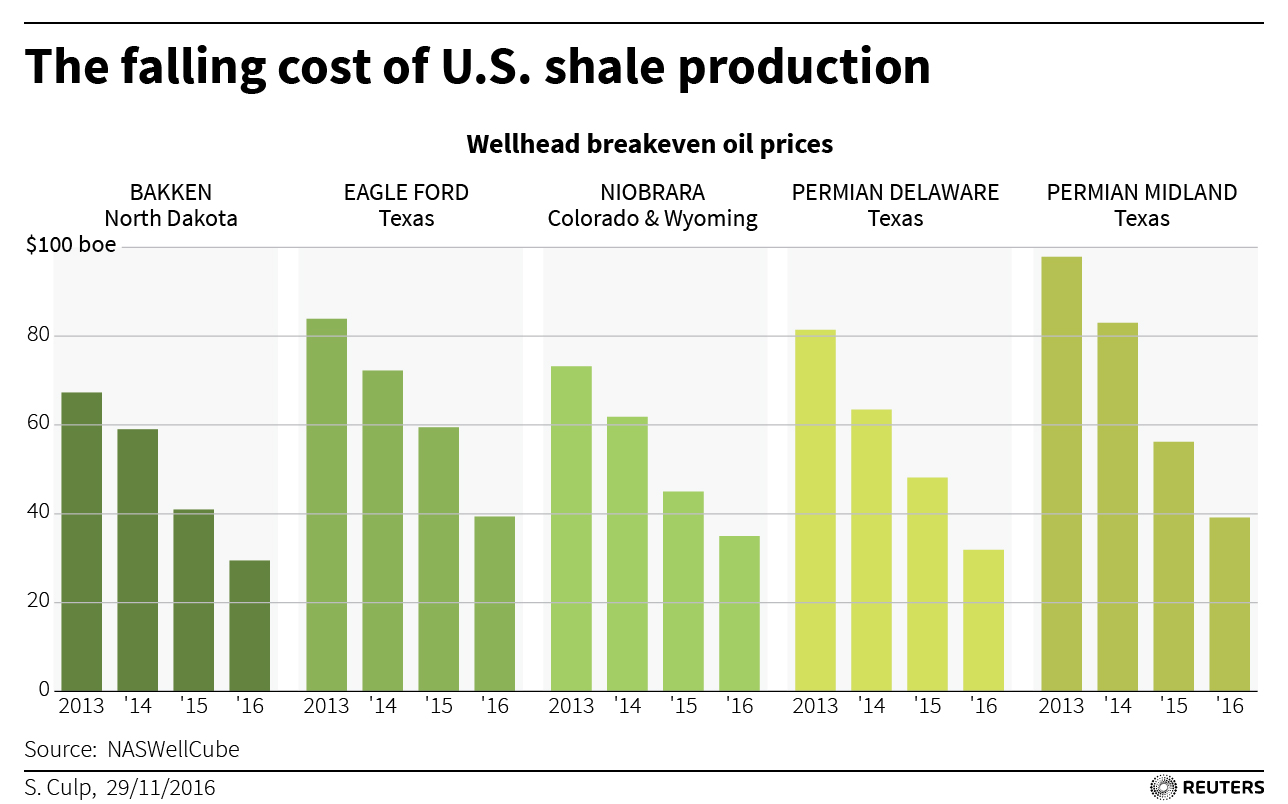 The falling cost of U.S. shale production
Wellhead breakeven oil prices
BAKKEN
North Dakota
EAGLE FORD
Texas
NIOBRARA
Colorado & Wyoming
PERMIAN DELAWARE
Texas
PERMIAN MIDLAND
Texas
$100 boe
80
60
40
20
0
2013 '14 '15 '16
2013 '14 '15 '16
2013 '14 '15 '16
2013 '14 '15 '16
2013 '14 '15 '16
Source: NASWellCube
S. Culp, 29/11/2016
REUTERS